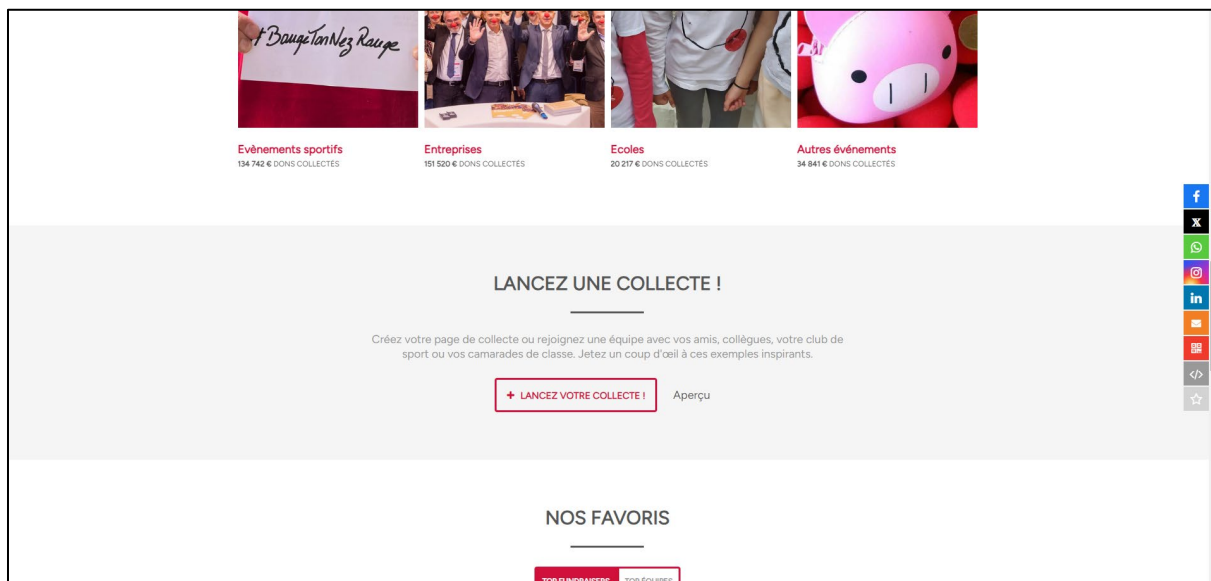 #BougeTonNezRouge
Evènements sportifs
134 742 € DONS COLLECTÉS
Entreprises
151 520 € DONS COLLECTÉS
Ecoles
20 217 € DONS COLLECTÉS
Autres événements
34 841 € DONS COLLECTÉS
LANCEZ UNE COLLECTE !
Créez votre page de collecte ou rejoignez une équipe avec vos amis, collègues, votre club de
sport ou vos camarades de classe. Jetez un coup d'œil à ces exemples inspirants.
+ LANCEZ VOTRE COLLECTE !
Aperçu
NOS FAVORIS
TOP FUNDRAISERS
TOP ÉQUIPES